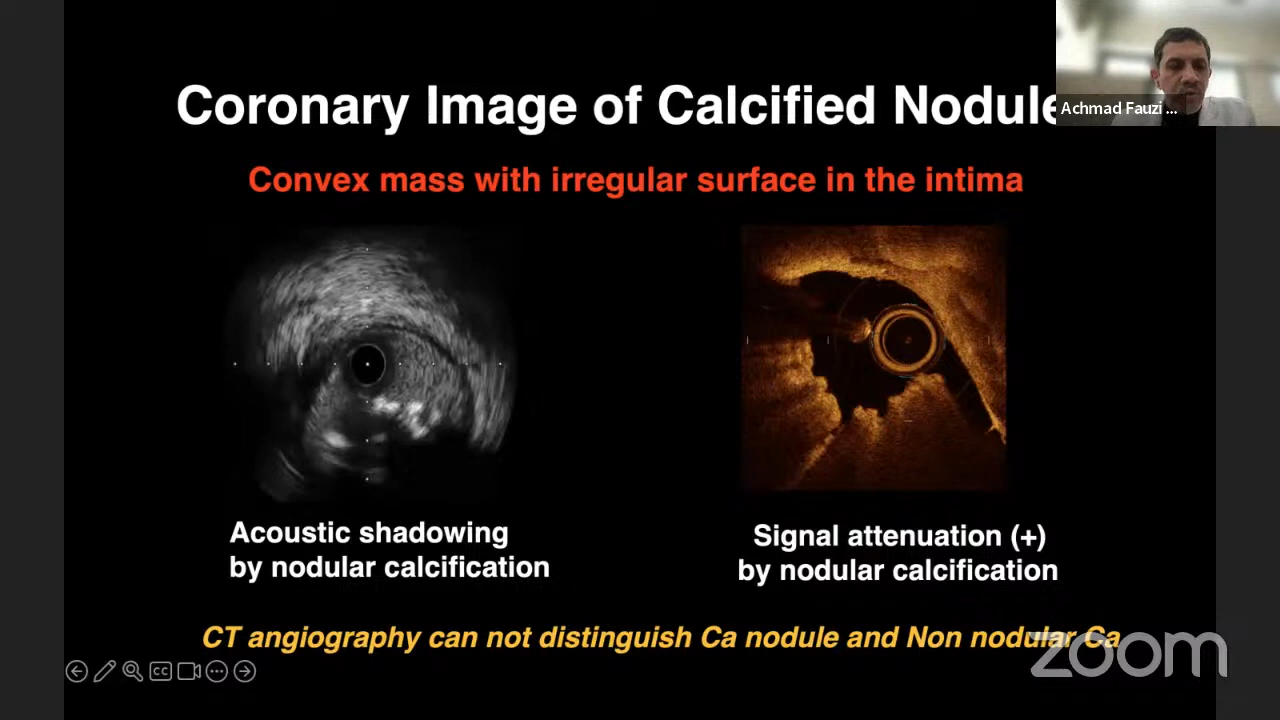 Coronary Image of Calcified Nodule
Achmad Fauzi ...
Convex mass with irregular surface in the intima
Acoustic shadowing
by nodular calcification
Signal attenuation (+)
by nodular calcification
CT angiography can not distinguish Ca nodule and Non nodular Ca
CC
zoom